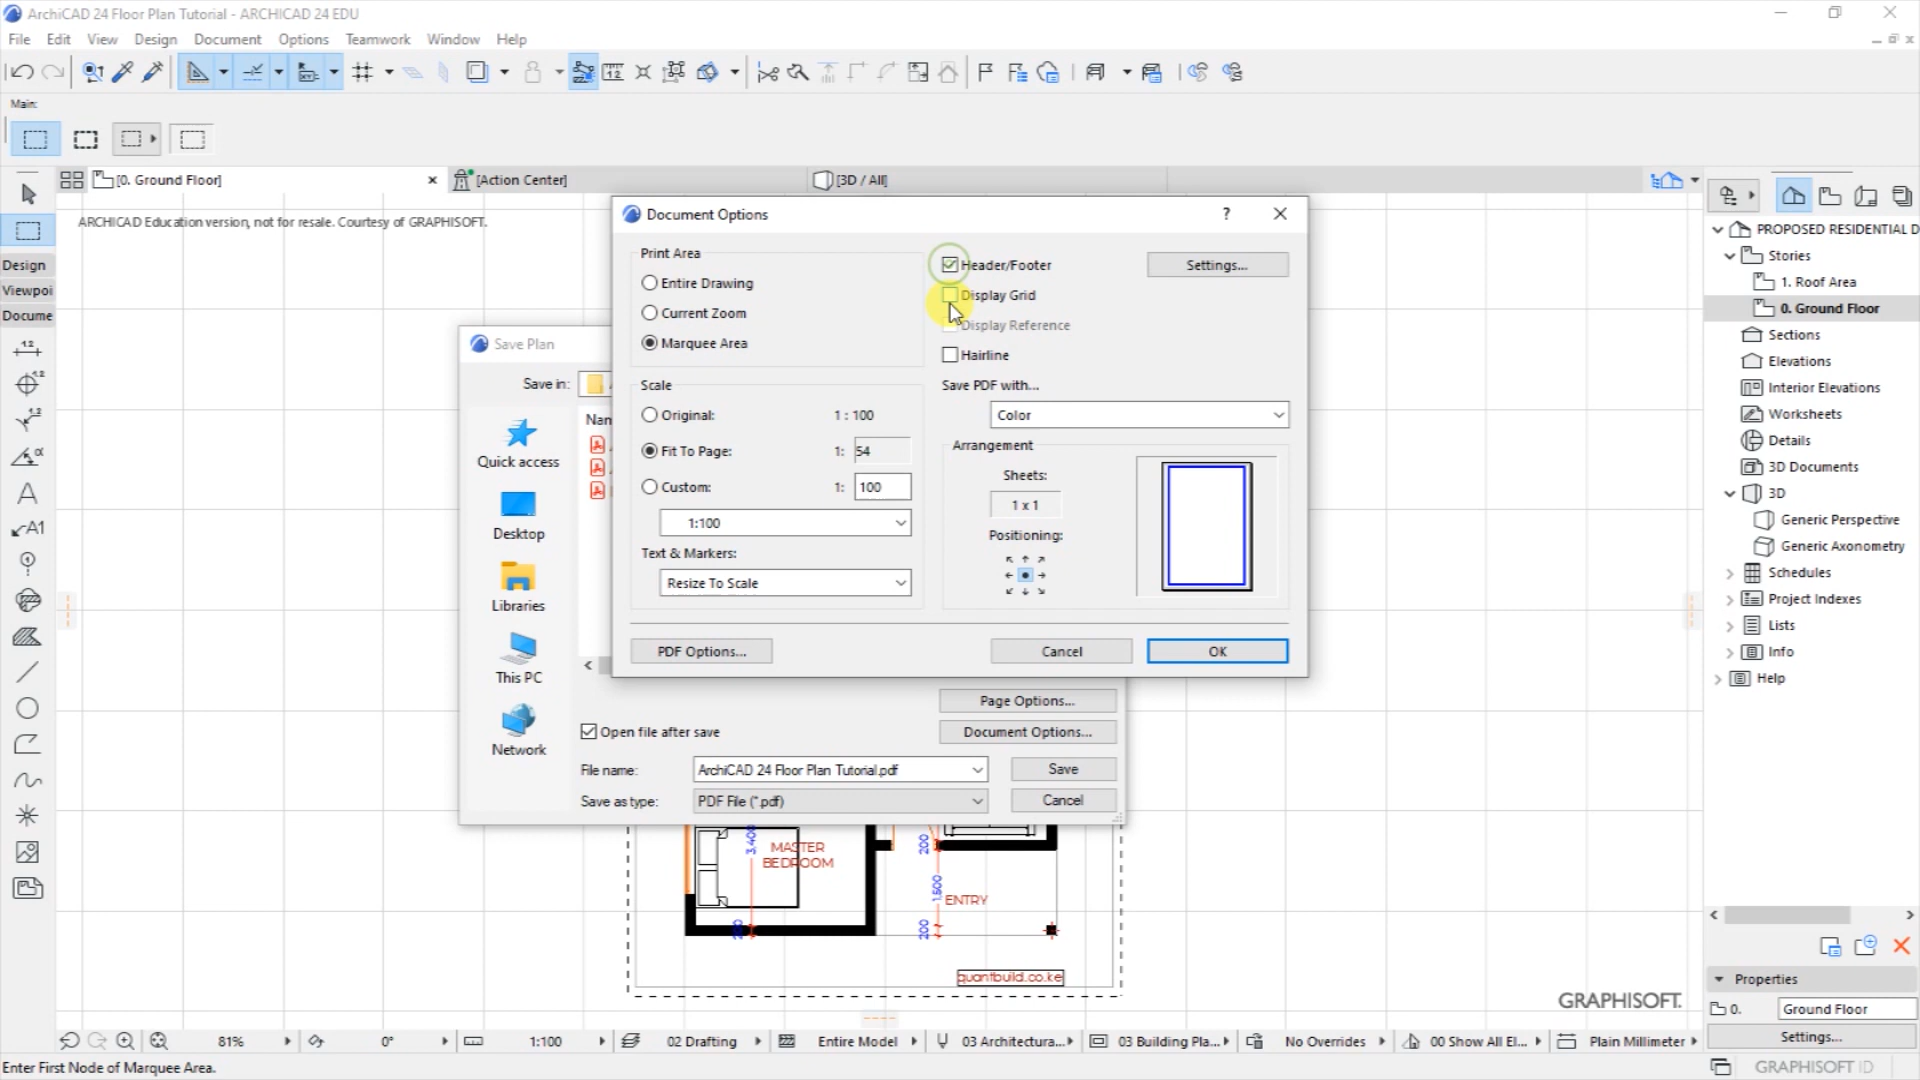 ArchiCAD 24 Floor Plan Tutorial - ARCHICAD 24 EDU
File Edit View Design Document Options Teamwork Window Help
Main:
[0. Ground Floor]
[Action Center]
[3D / All]
ARCHICAD Education version, not for resale. Courtesy of GRAPHISOFT.
Design
Viewpoi
Docume
Document Options
?
Print Area
Entire Drawing
Current Zoom
Marquee Area
Header/Footer
Settings...
Display Grid
Display Reference
Hairline
Scale
Original: 1 : 100
Fit To Page: 1: 54
Custom: 1: 100
1:100
Text & Markers:
Resize To Scale
Save PDF with...
Color
Arrangement
Sheets:
1 x 1
Positioning:
PDF Options...
Cancel
OK
Save Plan
Save in:
Nan
Quick access
Desktop
Libraries
This PC
Network
Page Options...
Open file after save
Document Options...
File name: ArchiCAD 24 Floor Plan Tutorial.pdf
Save
Save as type: PDF File (*.pdf)
Cancel
MASTER
BEDROOM
ENTRY
200
1,500
200
quantbuild.co.ke
GRAPHISOFT.
PROPOSED RESIDENTIAL D
Stories
1. Roof Area
0. Ground Floor
Sections
Elevations
Interior Elevations
Worksheets
Details
3D Documents
3D
Generic Perspective
Generic Axonometry
Schedules
Project Indexes
Lists
Info
Help
Properties
0. Ground Floor
Settings...
81% 0° 1:100 02 Drafting Entire Model 03 Architectura... 03 Building Pla... No Overrides 00 Show All El... Plain Millimeter
Enter First Node of Marquee Area.
GRAPHISOFT ID